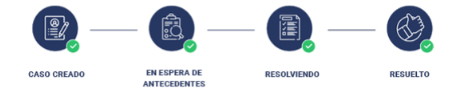 CASO CREADO
EN ESPERA DE
ANTECEDENTES
RESOLVIENDO
RESUELTO